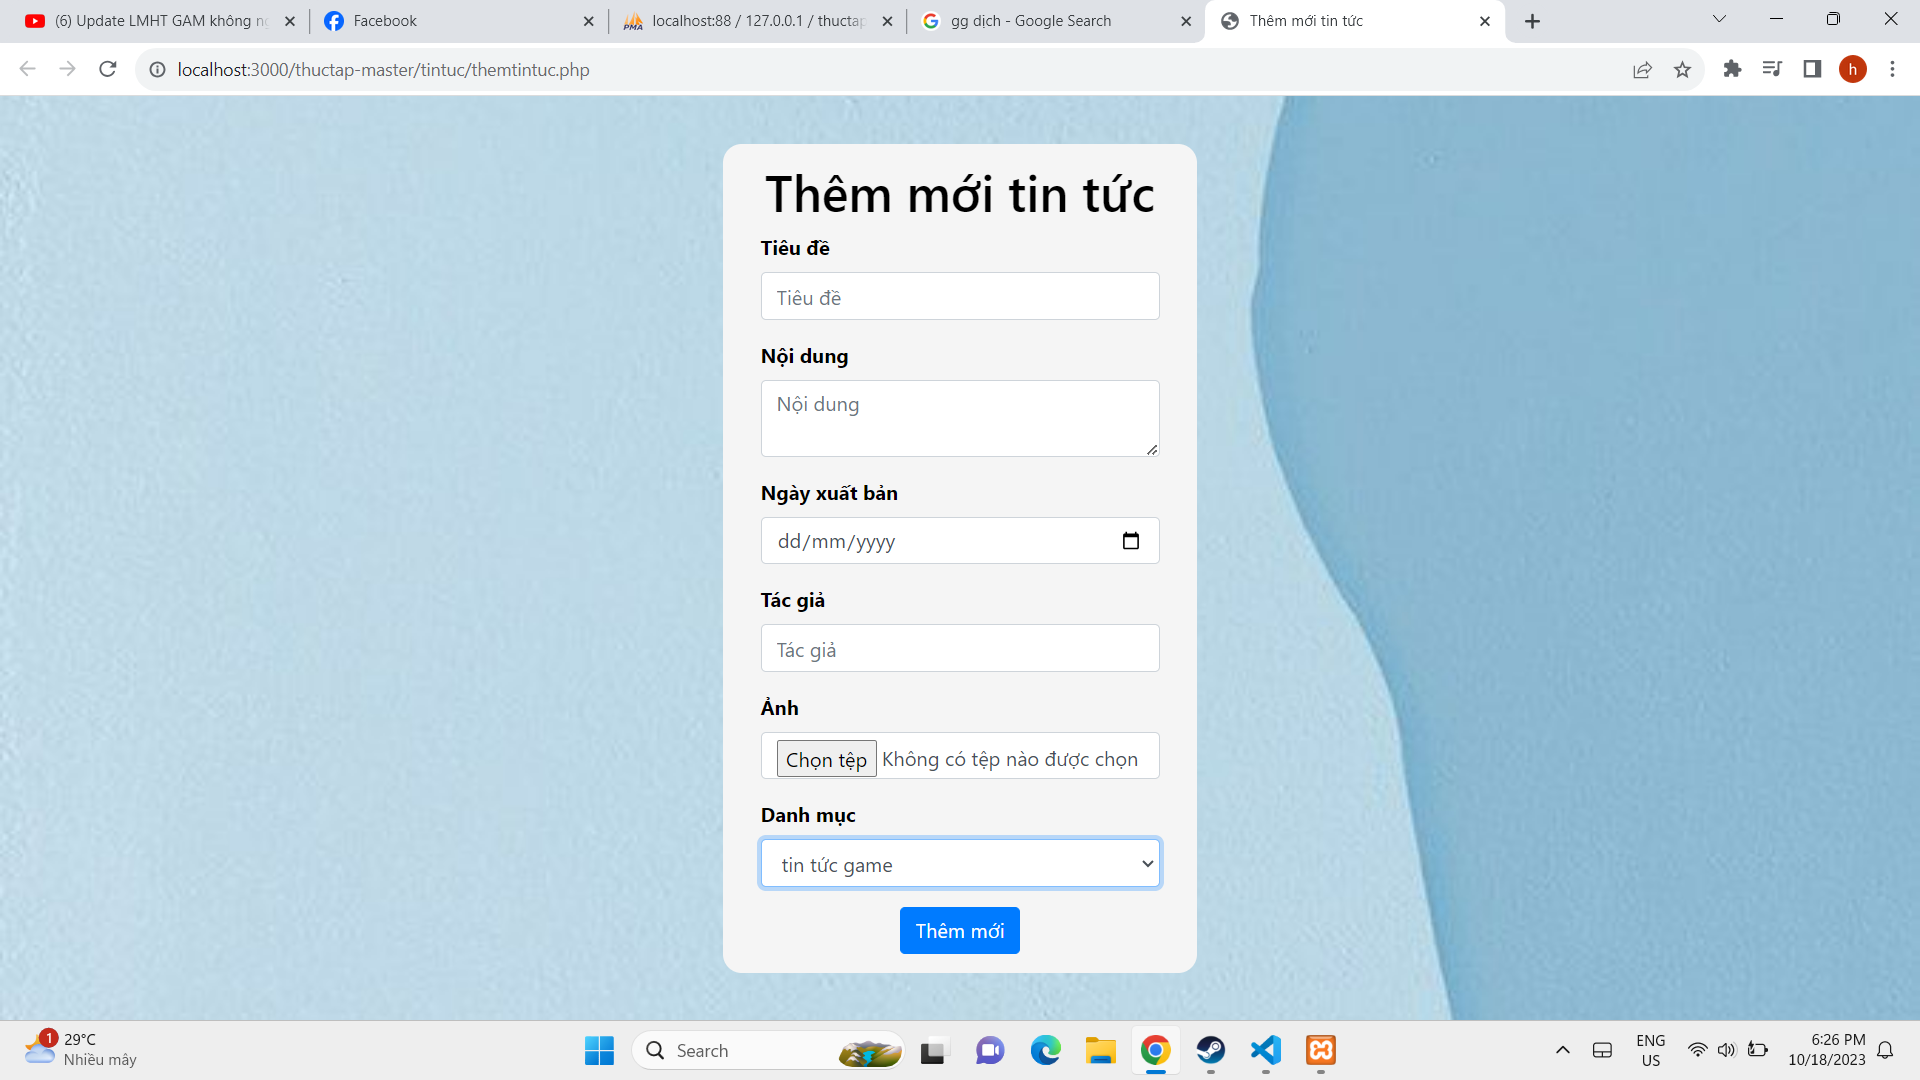 (6) Update LMHT GAM không
Facebook
localhost:88 / 127.0.0.1 / thuctap
gg dịch - Google Search
Thêm mới tin tức
localhost:3000/thuctap-master/tintuc/themtintuc.php
h
Thêm mới tin tức
Tiêu đề
Tiêu đề
Nội dung
Nội dung
Ngày xuất bản
dd/mm/yyyy
Tác giả
Tác giả
Ảnh
Chọn tệp Không có tệp nào được chọn
Danh mục
tin tức game
Thêm mới
1
29°C
Nhiều mây
Search
ENG
US
6:26 PM
10/18/2023